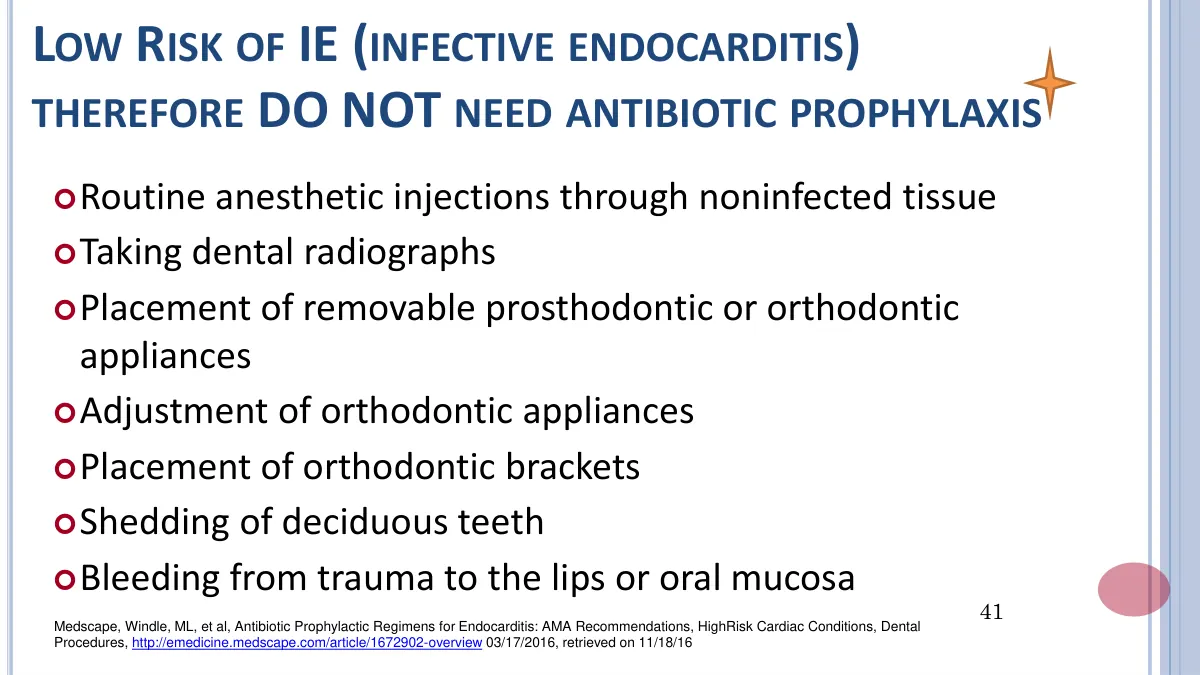 LOW RISK OF IE (INFECTIVE ENDOCARDITIS)
THEREFORE DO NOT NEED ANTIBIOTIC PROPHYLAXIS
Routine anesthetic injections through noninfected tissue
Taking dental radiographs
Placement of removable prosthodontic or orthodontic
appliances
Adjustment of orthodontic appliances
Placement of orthodontic brackets
Shedding of deciduous teeth
Bleeding from trauma to the lips or oral mucosa
41
Medscape, Windle, ML, et al, Antibiotic Prophylactic Regimens for Endocarditis: AMA Recommendations, HighRisk Cardiac Conditions, Dental
Procedures, http://emedicine.medscape.com/article/1672902-overview 03/17/2016, retrieved on 11/18/16